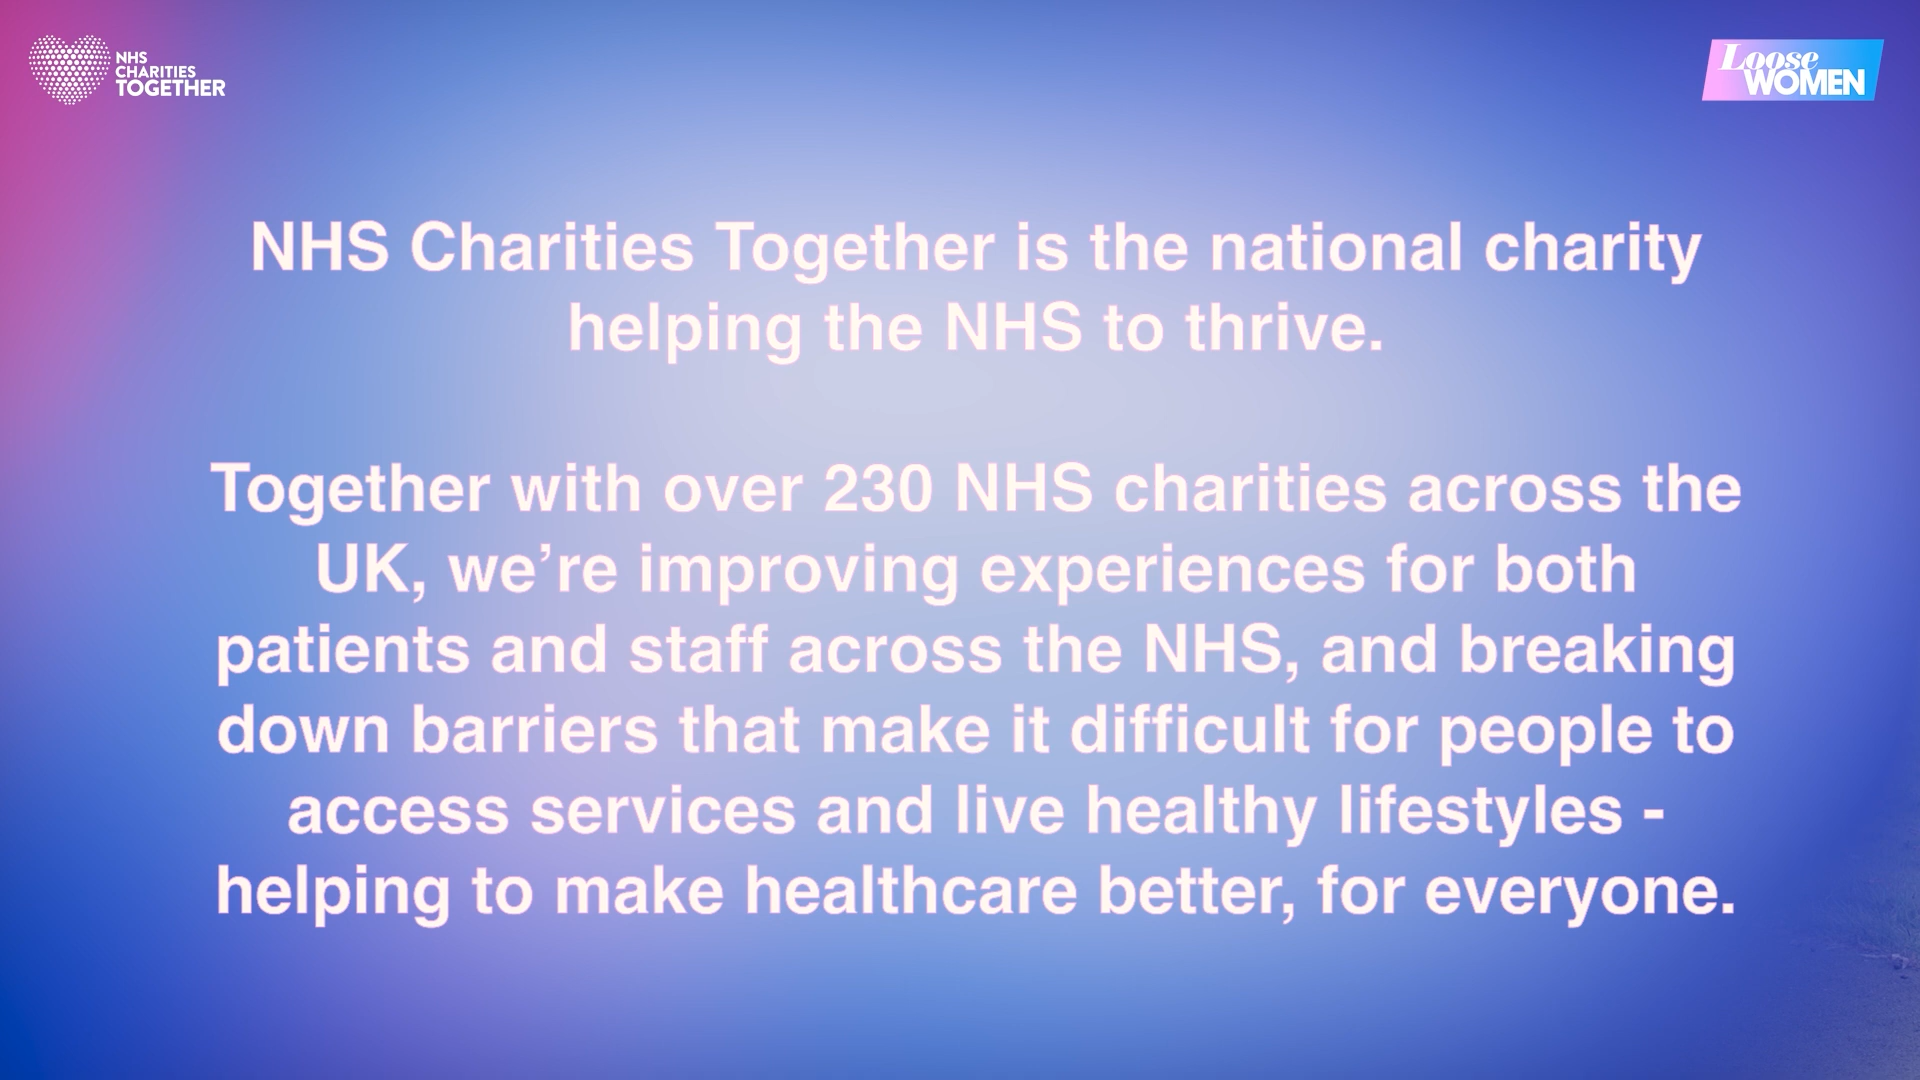 NHS
CHARITIES
TOGETHER
Loose
WOMEN
NHS Charities Together is the national charity
helping the NHS to thrive.
Together with over 230 NHS charities across the
UK, we’re improving experiences for both
patients and staff across the NHS, and breaking
down barriers that make it difficult for people to
access services and live healthy lifestyles -
helping to make healthcare better, for everyone.